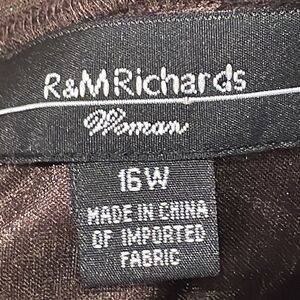 R&M Richards
Woman
16W
MADE IN CHINA
OF IMPORTED
FABRIC